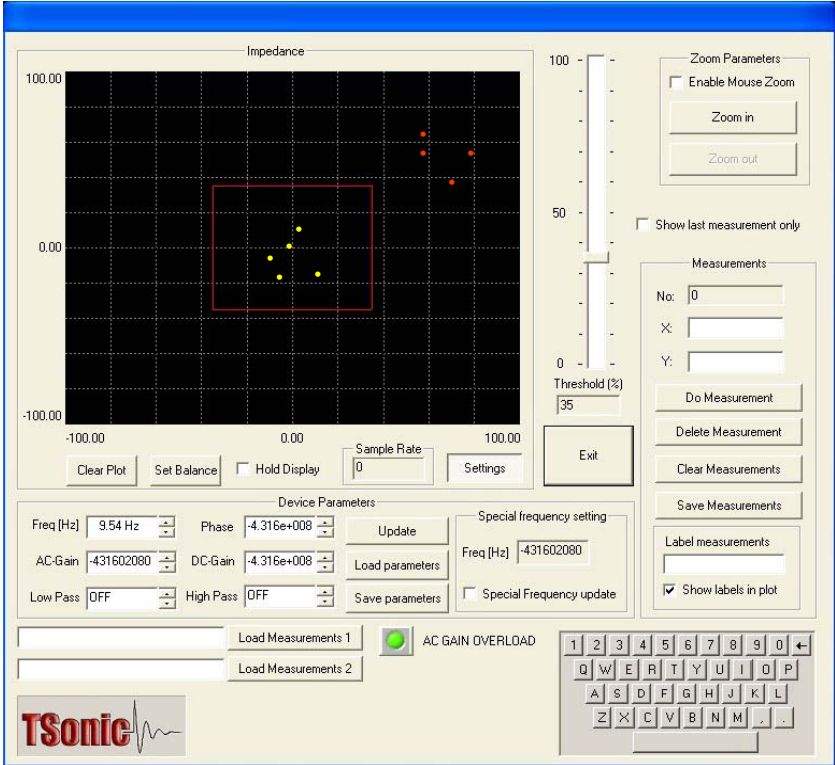 Impedance
100.00
0.00
-100.00
-100.00 0.00 100.00
Clear Plot
Set Balance
Hold Display
Sample Rate
0
Settings
100
50
0
Threshold (%)
35
Exit
Zoom Parameters
Enable Mouse Zoom
Zoom in
Zoom out
Show last measurement only
Measurements
No: 0
X:
Y:
Do Measurement
Delete Measurement
Clear Measurements
Save Measurements
Label measurements
Show labels in plot
Device Parameters
Freq [Hz] 9.54 Hz Phase -4.316e+008 Update
AC-Gain -431602080 DC-Gain -4.316e+008 Load parameters
Low Pass OFF High Pass OFF Save parameters
Special frequency setting
Freq [Hz] -431602080
Special Frequency update
Load Measurements 1
Load Measurements 2
AC GAIN OVERLOAD
1 2 3 4 5 6 7 8 9 0 ←
Q W E R T Y U I O P
A S D F G H J K L
Z X C V B N M , .
TSonic